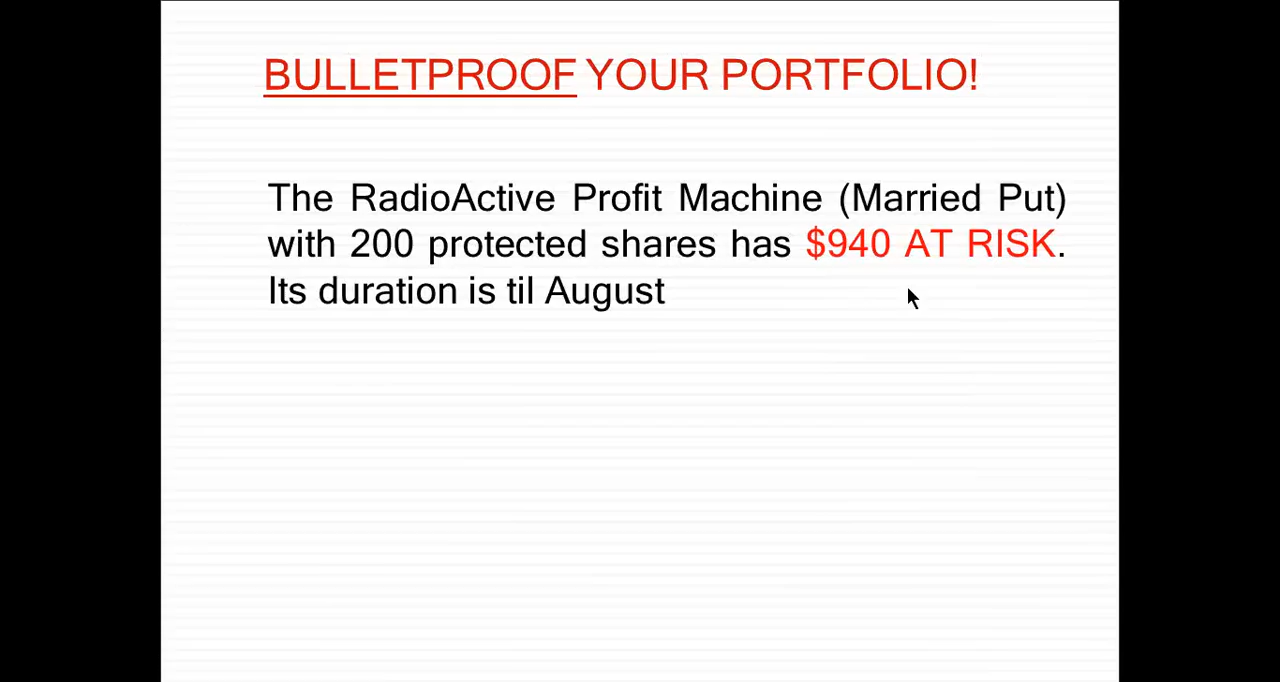 BULLETPROOF YOUR PORTFOLIO!
The RadioActive Profit Machine (Married Put)
with 200 protected shares has $940 AT RISK.
Its duration is til August